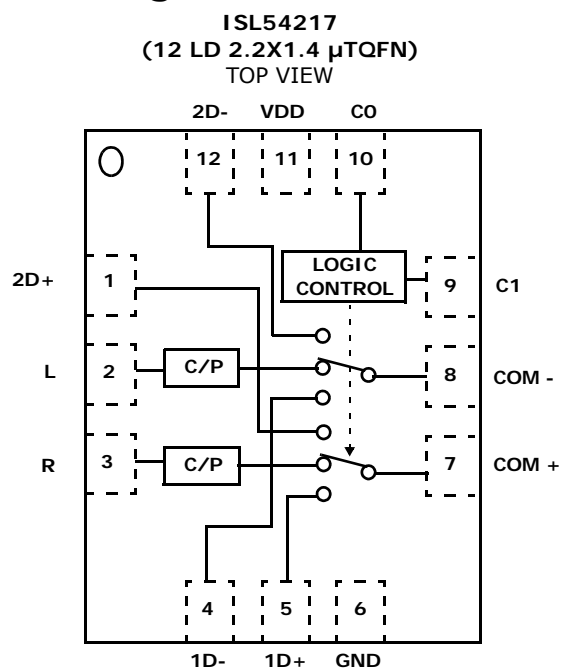 ISL54217
(12 LD 2.2X1.4 µTQFN)
TOP VIEW
2D- VDD C0
12 11 10
LOGIC
CONTROL
2D+ 1 9 C1
L 2 C/P 8 COM -
R 3 C/P 7 COM +
4 5 6
1D- 1D+ GND